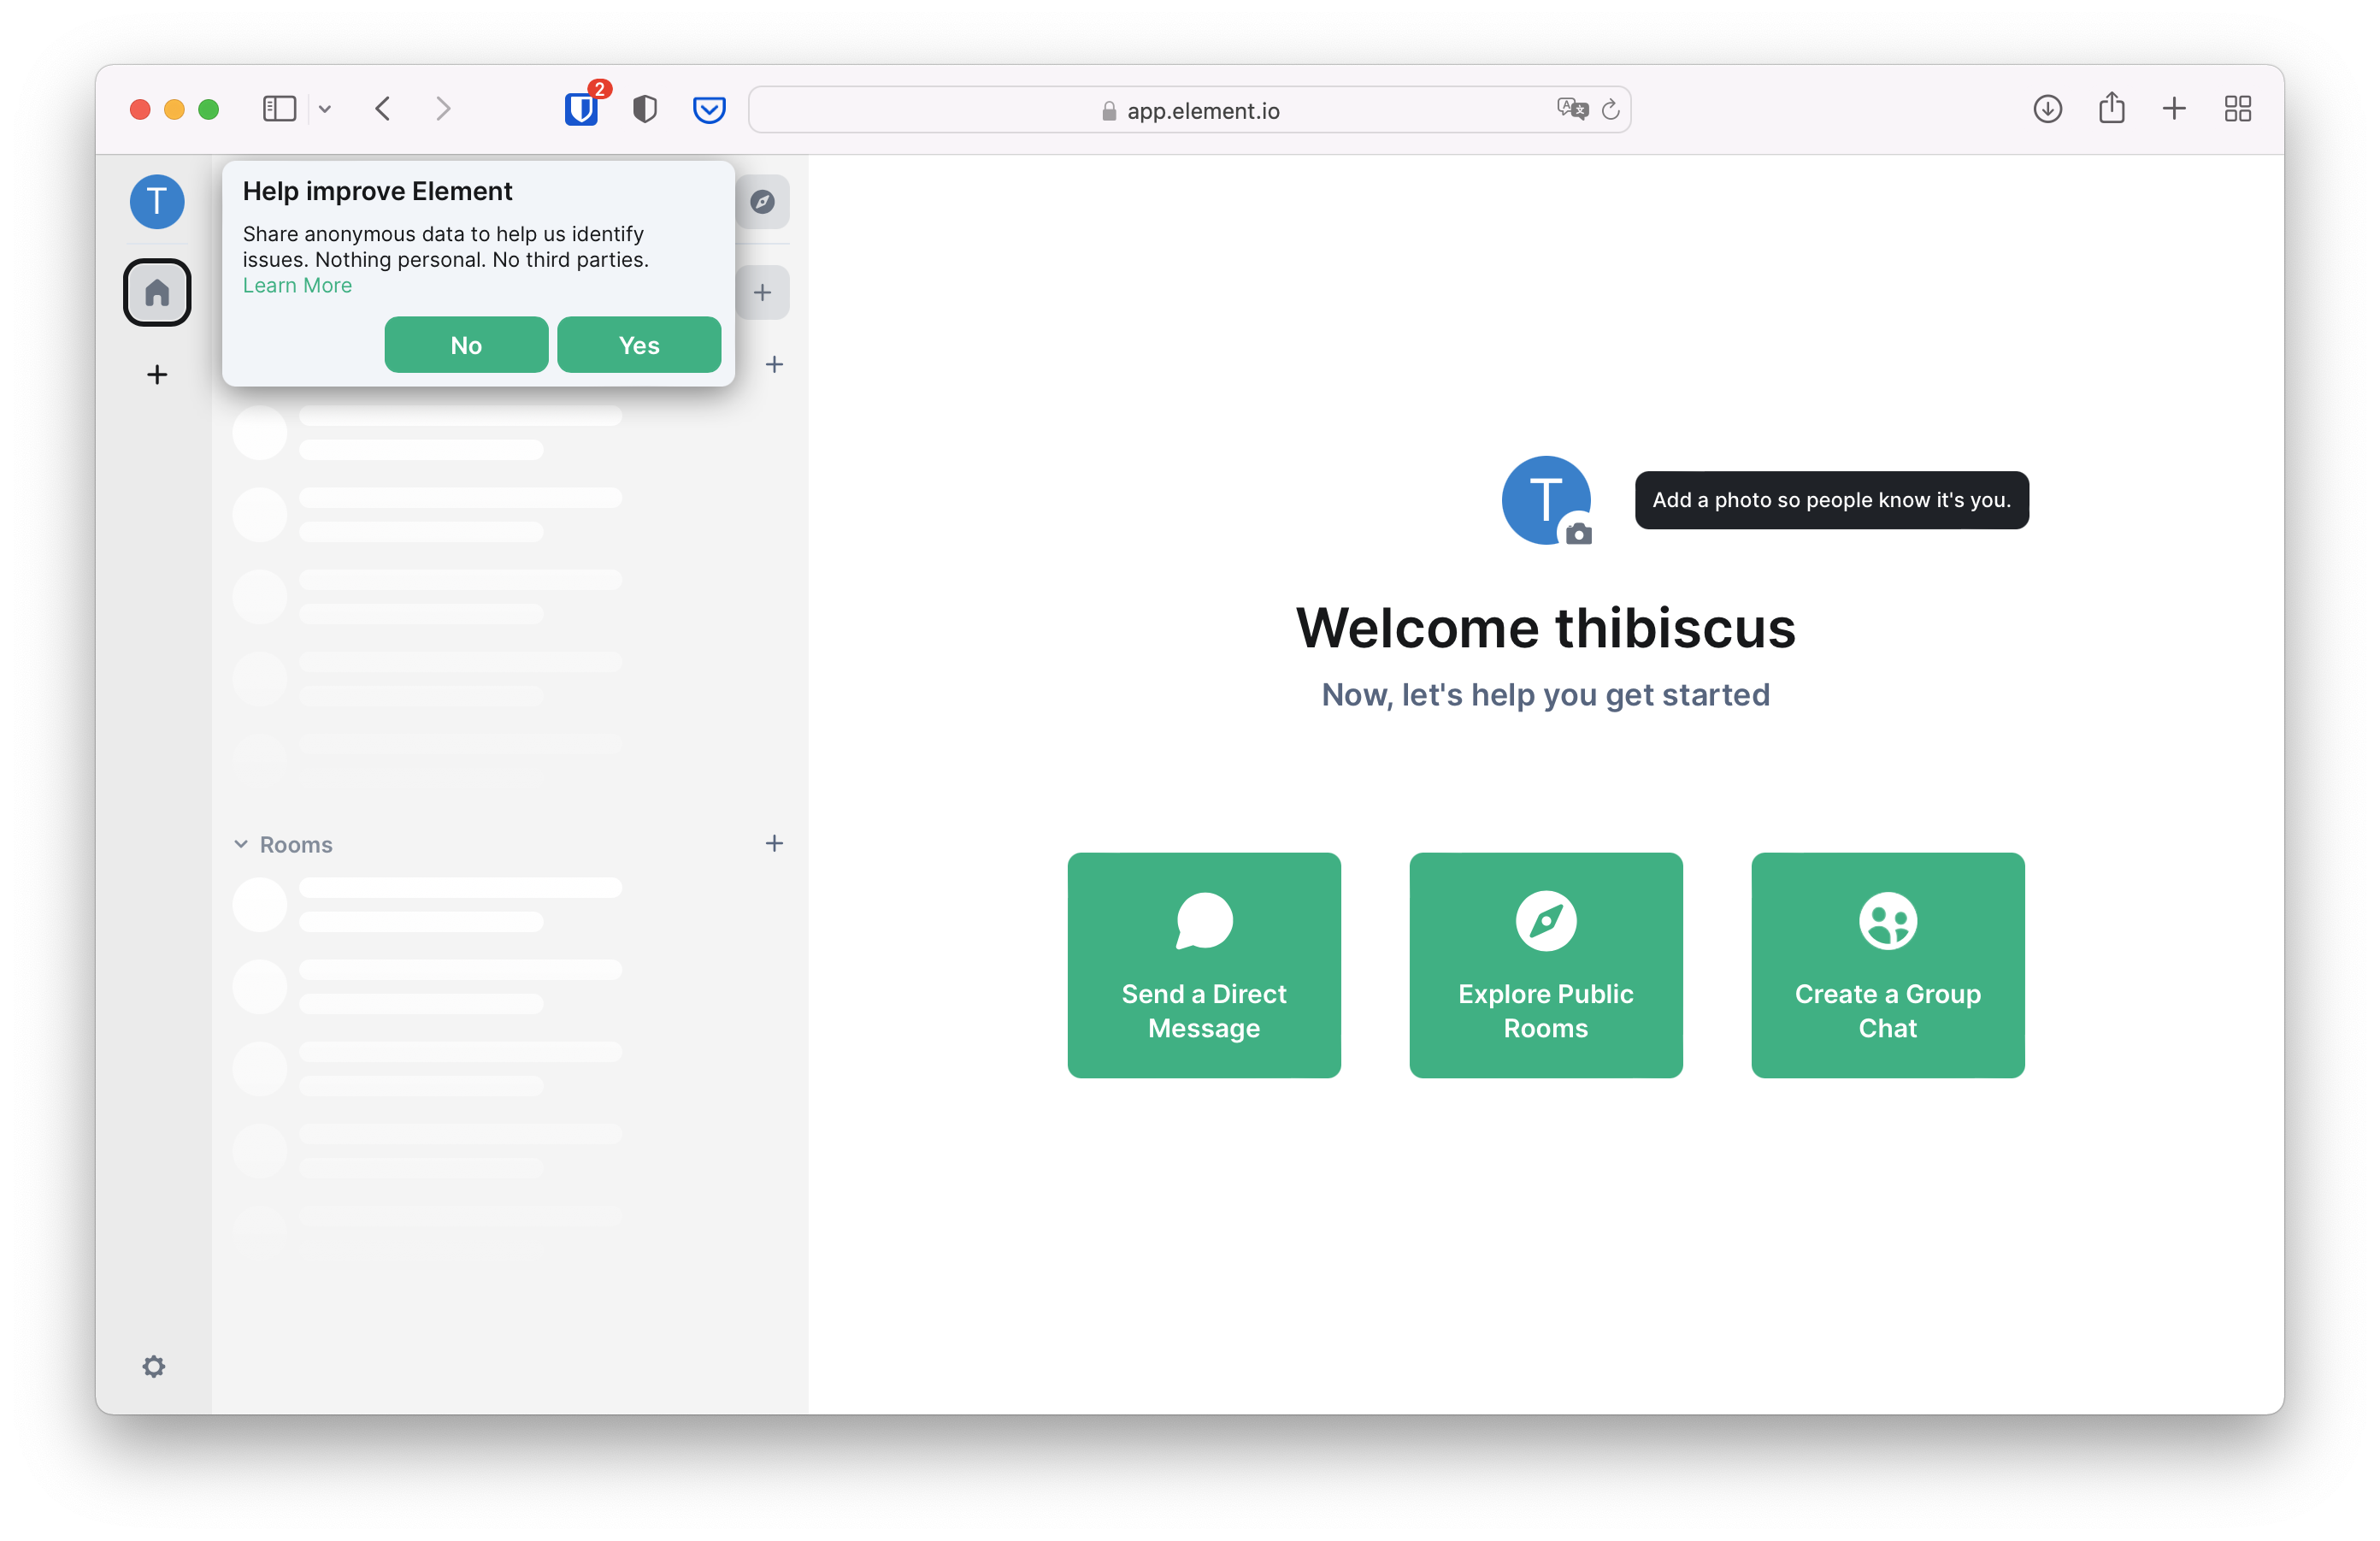 2
app.element.io
T
Help improve Element
Share anonymous data to help us identify
issues. Nothing personal. No third parties.
Learn More
No
Yes
T
Add a photo so people know it's you.
Welcome thibiscus
Now, let's help you get started
Rooms
Send a Direct
Message
Explore Public
Rooms
Create a Group
Chat